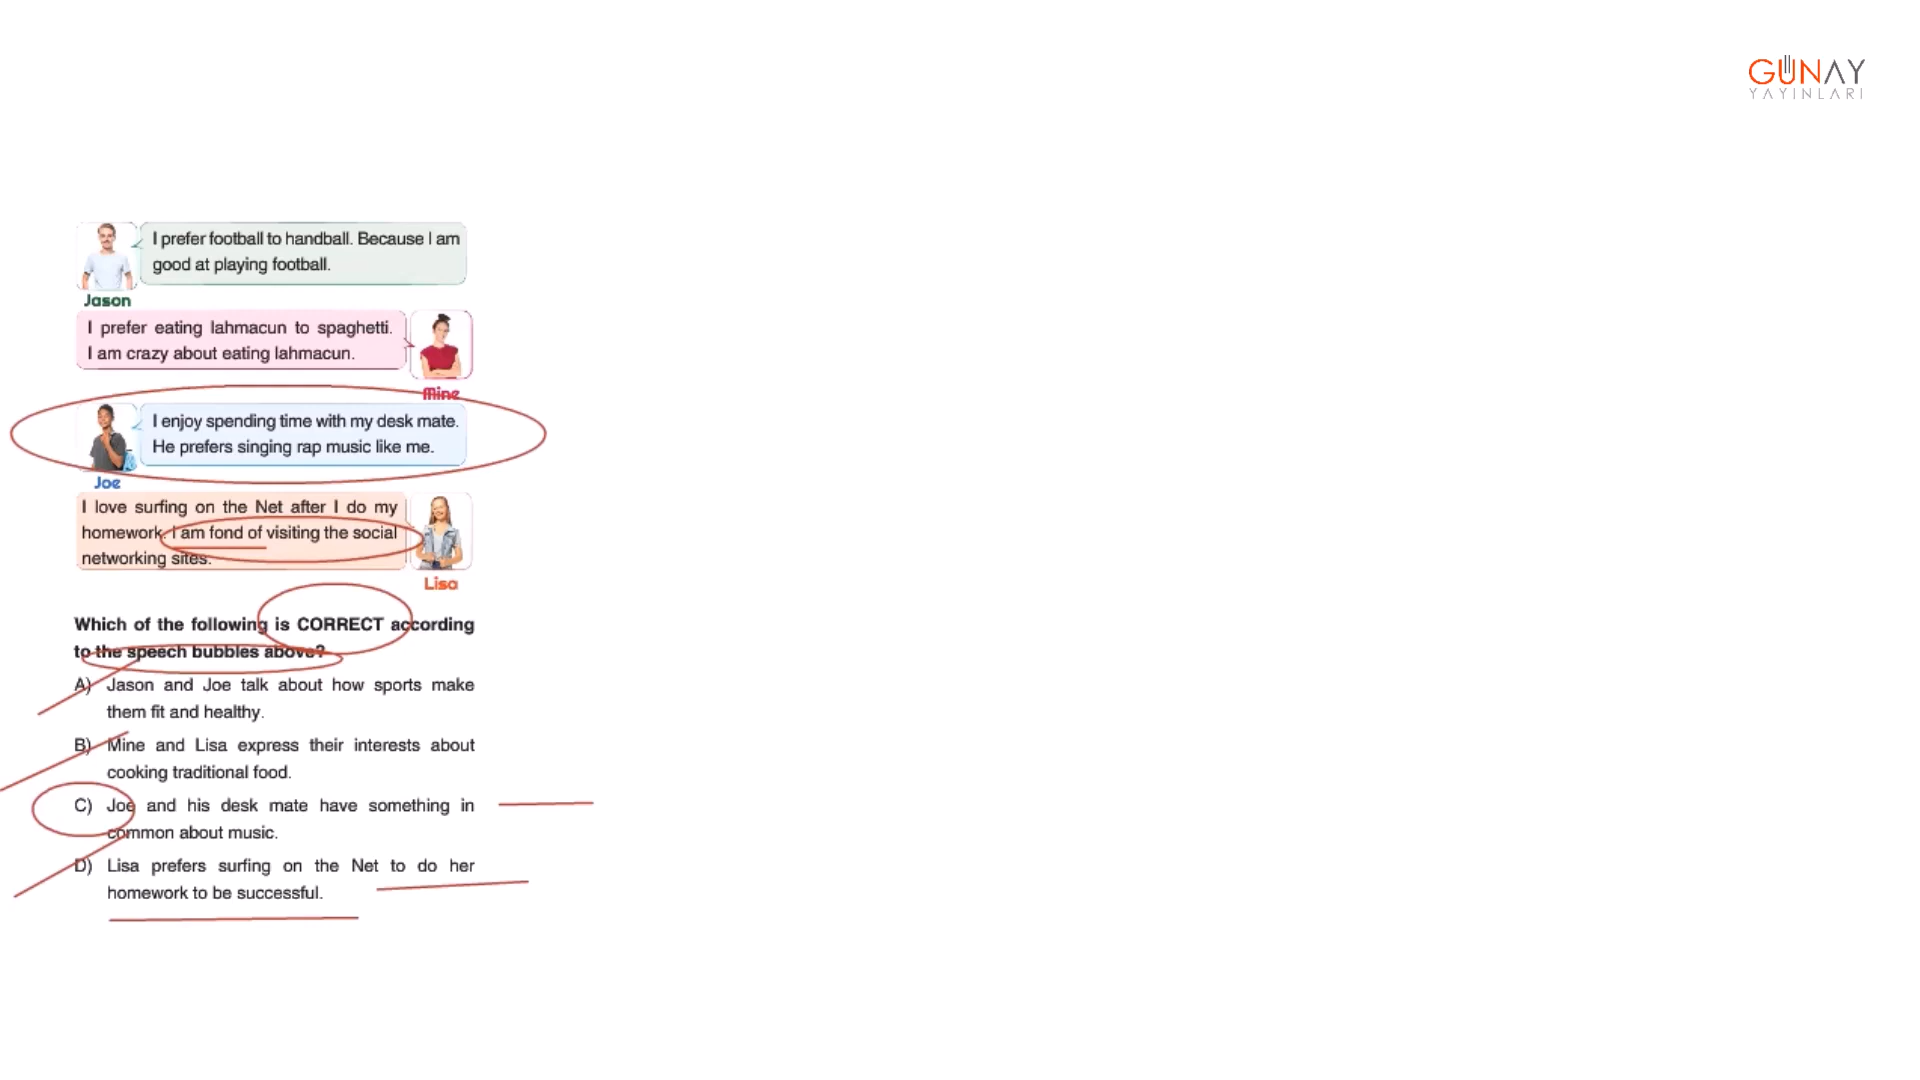 GÜNAY
YAYINLARI
I prefer football to handball. Because I am
good at playing football.
Jason
I prefer eating lahmacun to spaghetti.
I am crazy about eating lahmacun.
Mine
I enjoy spending time with my desk mate.
He prefers singing rap music like me.
Joe
I love surfing on the Net after I do my
homework. I am fond of visiting the social
networking sites.
Lisa
Which of the following is CORRECT according
to the speech bubbles above?
A) Jason and Joe talk about how sports make
them fit and healthy.
B) Mine and Lisa express their interests about
cooking traditional food.
C) Joe and his desk mate have something in
common about music.
D) Lisa prefers surfing on the Net to do her
homework to be successful.